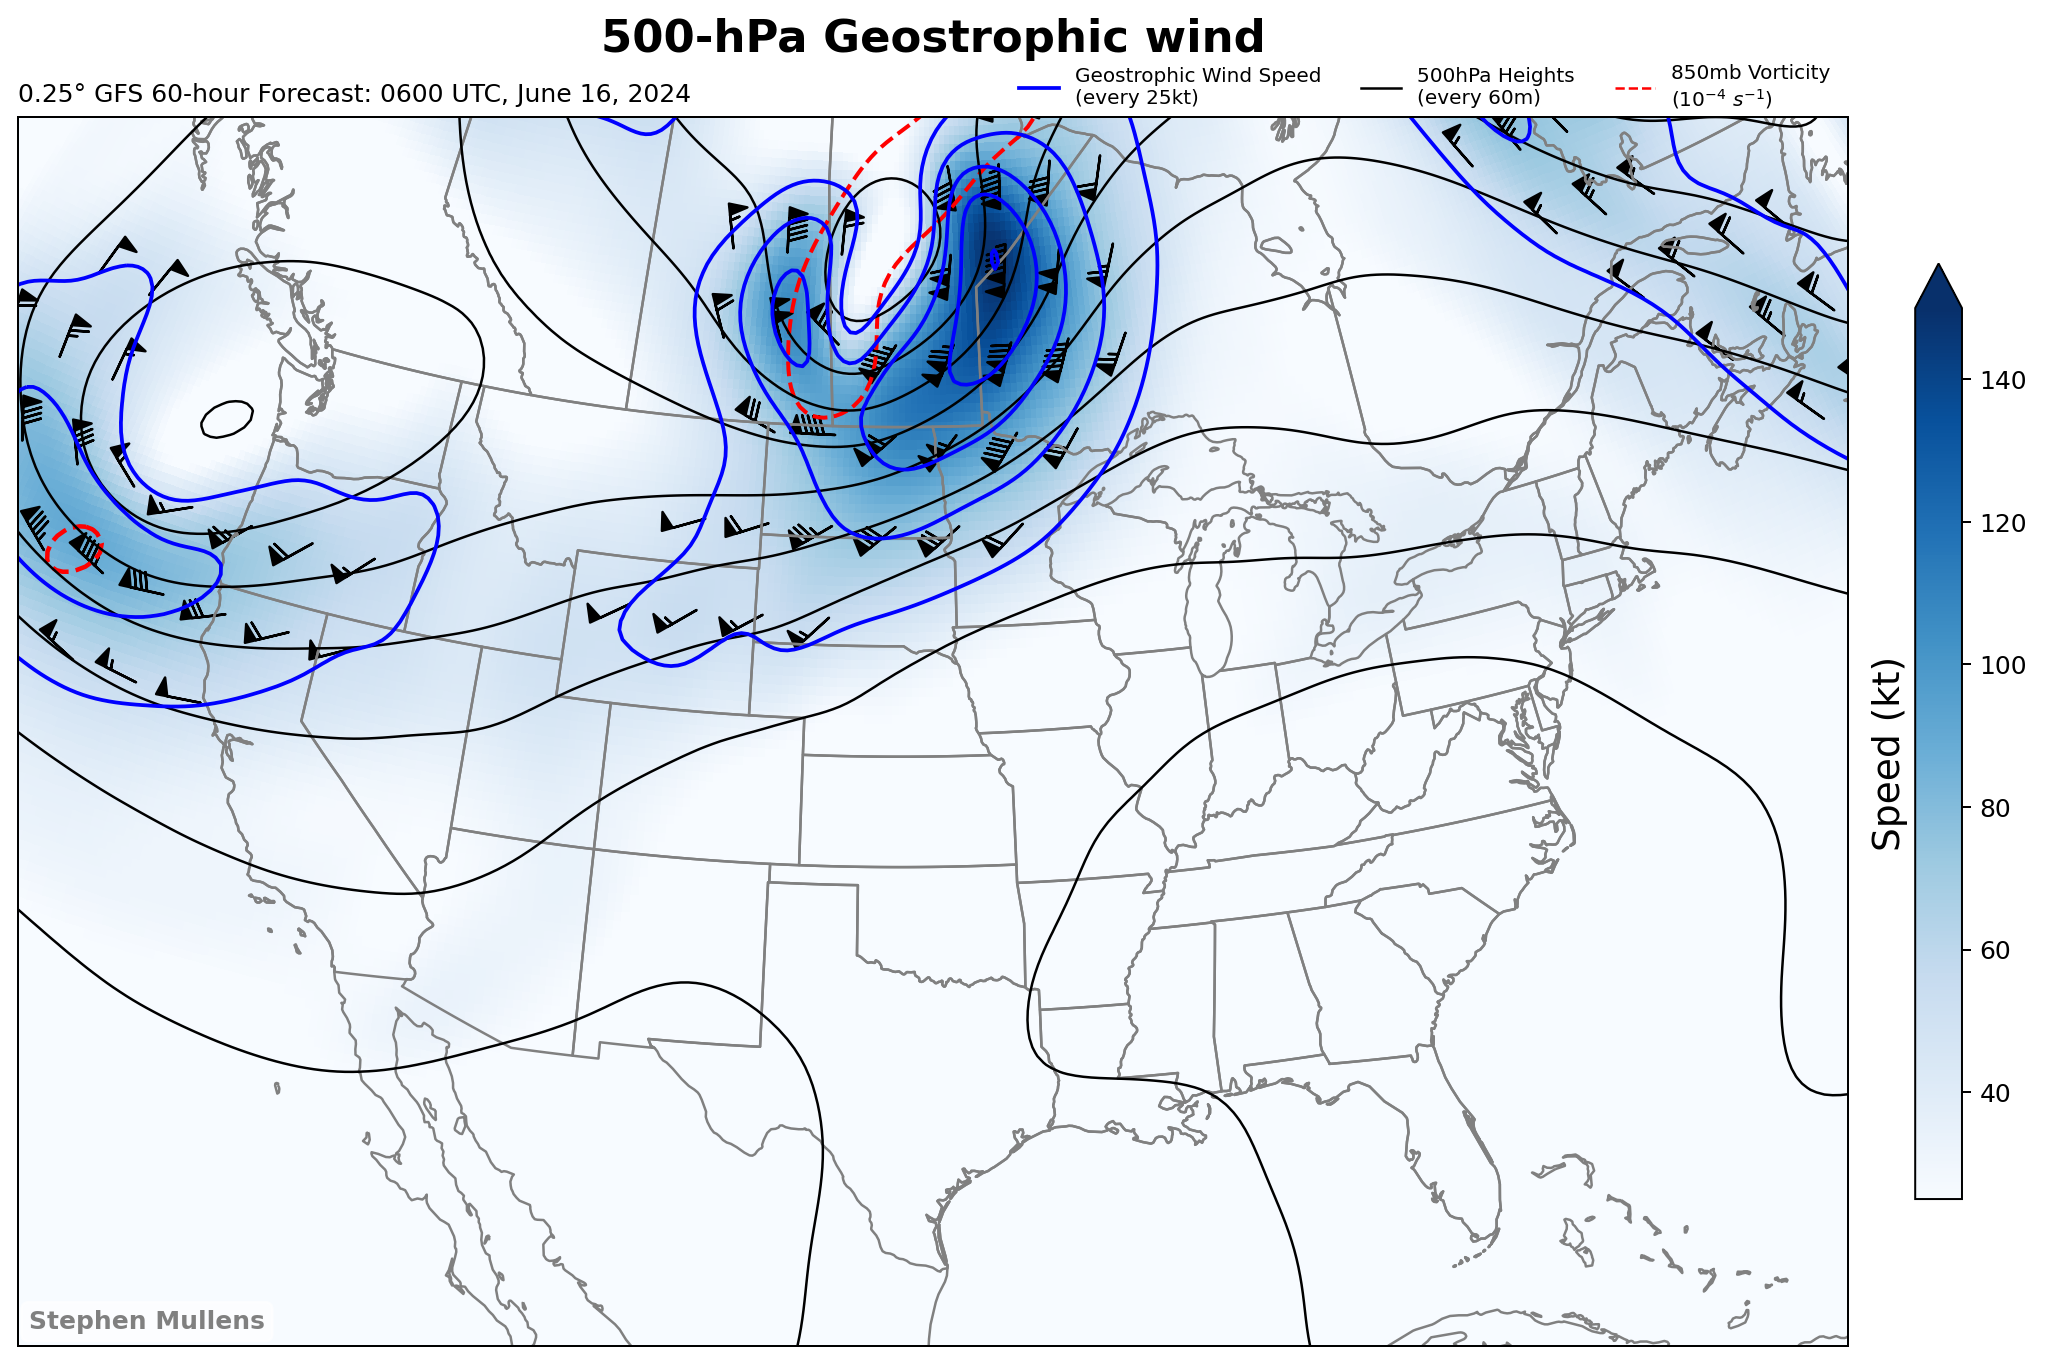 500-hPa Geostrophic wind
0.25° GFS 60-hour Forecast: 0600 UTC, June 16, 2024
Geostrophic Wind Speed
(every 25kt)
500hPa Heights
(every 60m)
850mb Vorticity
(10⁻⁴ s⁻¹)
140
120
100
80
60
40
Speed (kt)
Stephen Mullens